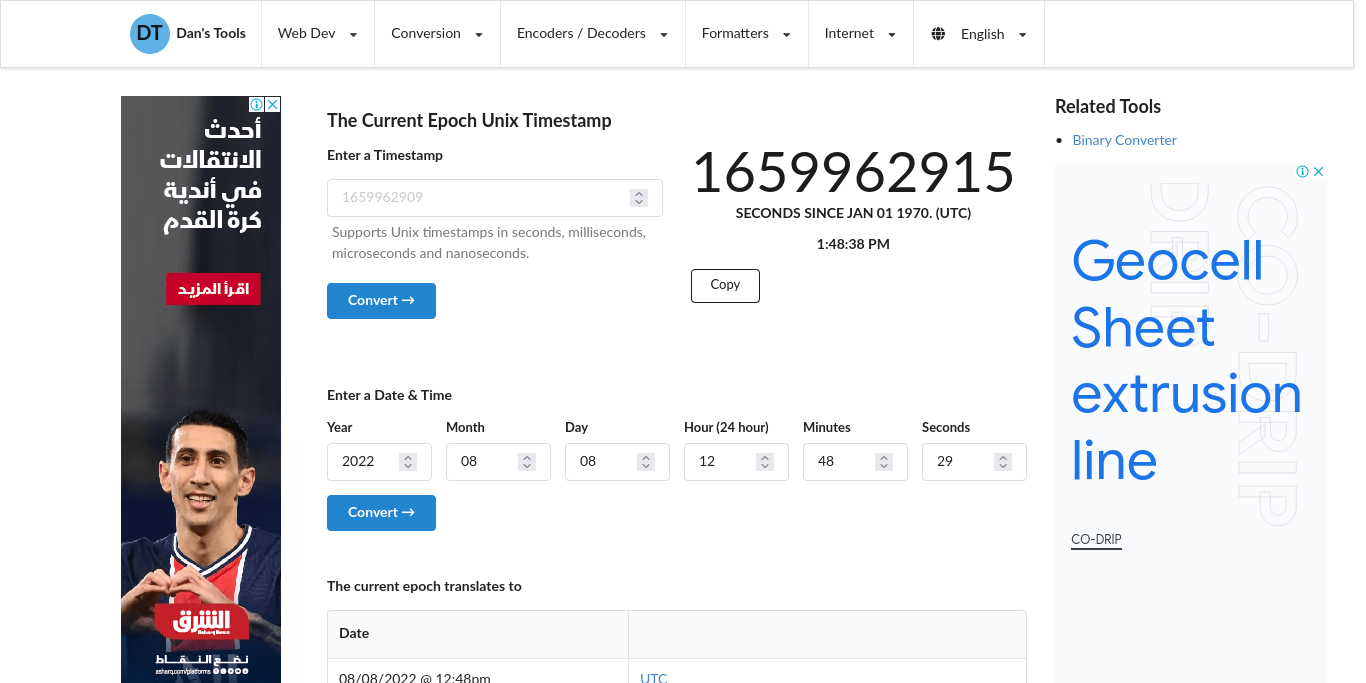 DT Dan's Tools Web Dev Conversion Encoders / Decoders Formatters Internet English
أحدث
الانتقالات
في أندية
كرة القدم
اقرأ المزيد
الشرق
Asharq News
نضع النقاط
asharq.com/platforms
The Current Epoch Unix Timestamp
Enter a Timestamp
1659962909
Supports Unix timestamps in seconds, milliseconds,
microseconds and nanoseconds.
Convert →
1659962915
SECONDS SINCE JAN 01 1970. (UTC)
1:48:38 PM
Copy
Enter a Date & Time
Year Month Day Hour (24 hour) Minutes Seconds
2022 08 08 12 48 29
Convert →
The current epoch translates to
Date
08/08/2022 @ 12:48pm UTC
Related Tools
Binary Converter
CO-DRIP
Geocell
Sheet
extrusion
line
CO-DRIP